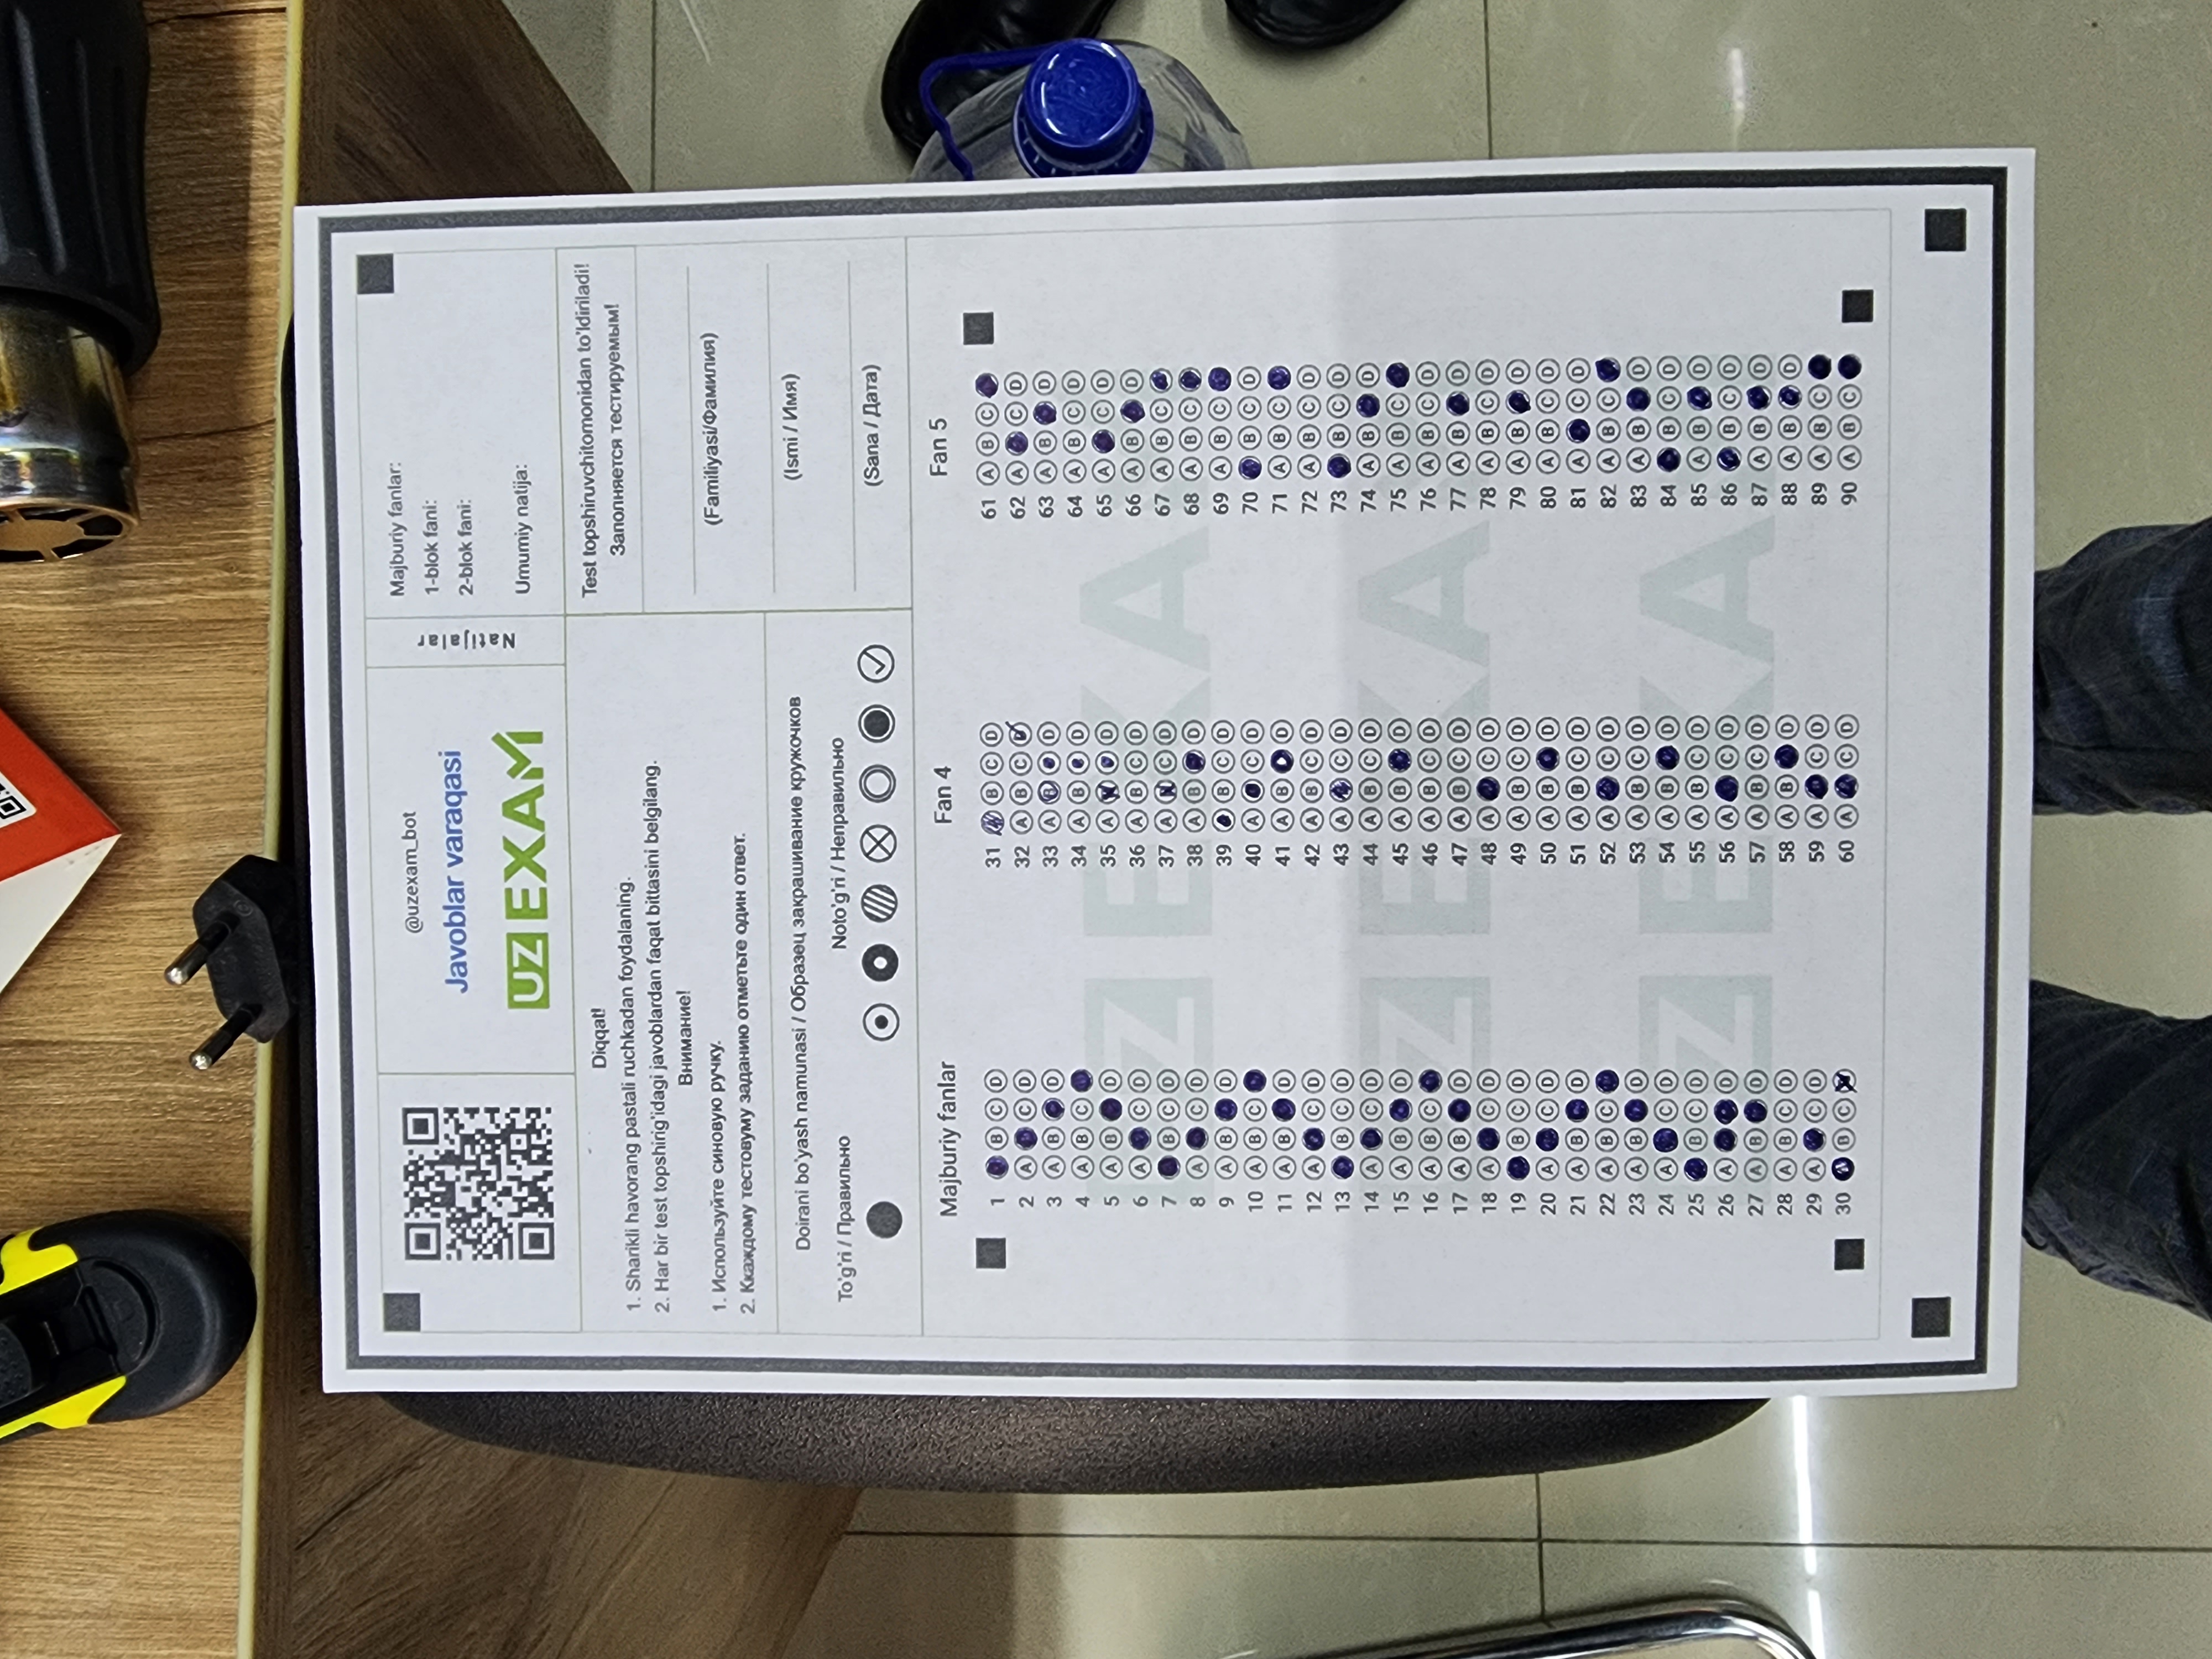 @uzexam_bot
Javoblar varaqasi
UZ EXAM
Natijalar
Majburiy fanlar:
1-blok fani:
2-blok fani:
Umumiy natija:
Diqqat!
1. Sharikli havorang pastali ruchkadan foydalaning.
2. Har bir test topshirig'idagi javoblardan faqat bittasini belgilang.
Внимание!
1. Используйте синовую ручку.
2. Ккаждому тестовуму заданию отметьте один ответ.
Test topshiruvchitomonidan to'ldiriladi!
Заполняется тестируемым!
(Familiyasi/Фамилия)
(Ismi / Имя)
(Sana / Дата)
Doirani bo'yash namunasi / Образец закрашивание кружочков
To'g'ri / Правильно
Noto'g'ri / Неправильно
Majburiy fanlar
1 B C D
2 A C D
3 A B D
4 A B C
5 A B D
6 A C D
7 B C D
8 A C D
9 A B D
10 A B C
11 A B D
12 A C D
13 B C D
14 A C D
15 A B D
16 A B C
17 A B D
18 A C D
19 B C D
20 A C D
21 A B D
22 A B C
23 A B D
24 A C D
25 B C D
26 A D
27 A B D
28 A B C D
29 A C D
30 A B C
Fan 4
31 B C D
32 A B C D
33 A B D
34 A B D
35 A D
36 A B C D
37 A C D
38 A B D
39 B C D
40 A C D
41 A B D
42 A B C D
43 A C D
44 A B C D
45 A B D
46 A B C D
47 A B C D
48 A C D
49 A B C D
50 A B D
51 A B C D
52 A C D
53 A B C D
54 A B D
55 A B C D
56 A C D
57 A B C D
58 A B D
59 A C D
60 A C D
Fan 5
61 A B C
62 A C D
63 A B D
64 A B C D
65 A C D
66 A B D
67 A B C
68 A B C
69 A B C
70 B C D
71 A B C
72 A B C D
73 B C D
74 A B D
75 A B C
76 A B C D
77 A B D
78 A B C D
79 A B D
80 A B C D
81 A C D
82 A B C
83 A B D
84 B C D
85 A B D
86 B C D
87 A B D
88 A B D
89 A B C
90 A B C